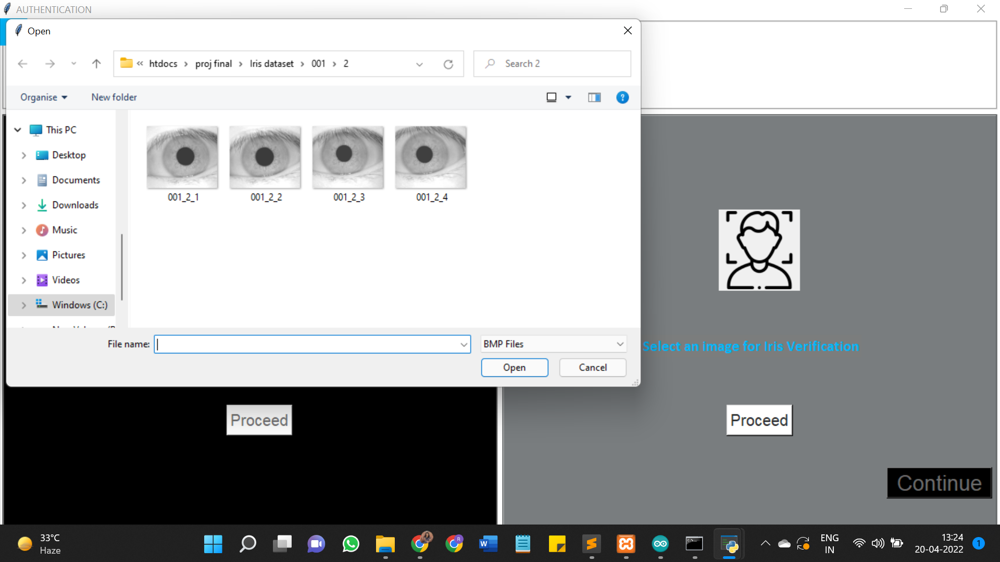 AUTHENTICATION
Open
« htdocs › proj final › Iris dataset › 001 › 2
Search 2
Organise
New folder
This PC
Desktop
Documents
Downloads
Music
Pictures
Videos
Windows (C:)
001_2_1
001_2_2
001_2_3
001_2_4
File name:
BMP Files
Open
Cancel
Select an image for Iris Verification
Proceed
Proceed
Continue
33°C
Haze
ENG
IN
13:24
20-04-2022
1